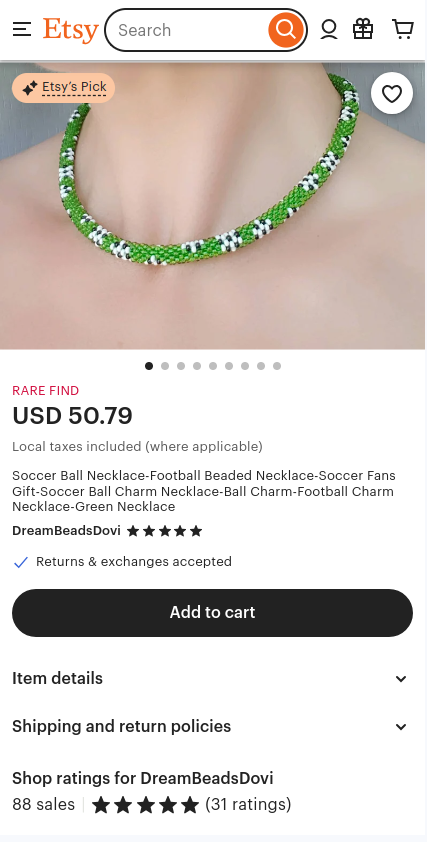 Etsy
Search
Etsy's Pick
RARE FIND
USD 50.79
Local taxes included (where applicable)
Soccer Ball Necklace-Football Beaded Necklace-Soccer Fans
Gift-Soccer Ball Charm Necklace-Ball Charm-Football Charm
Necklace-Green Necklace
DreamBeadsDovi
Returns & exchanges accepted
Add to cart
Item details
Shipping and return policies
Shop ratings for DreamBeadsDovi
88 sales (31 ratings)